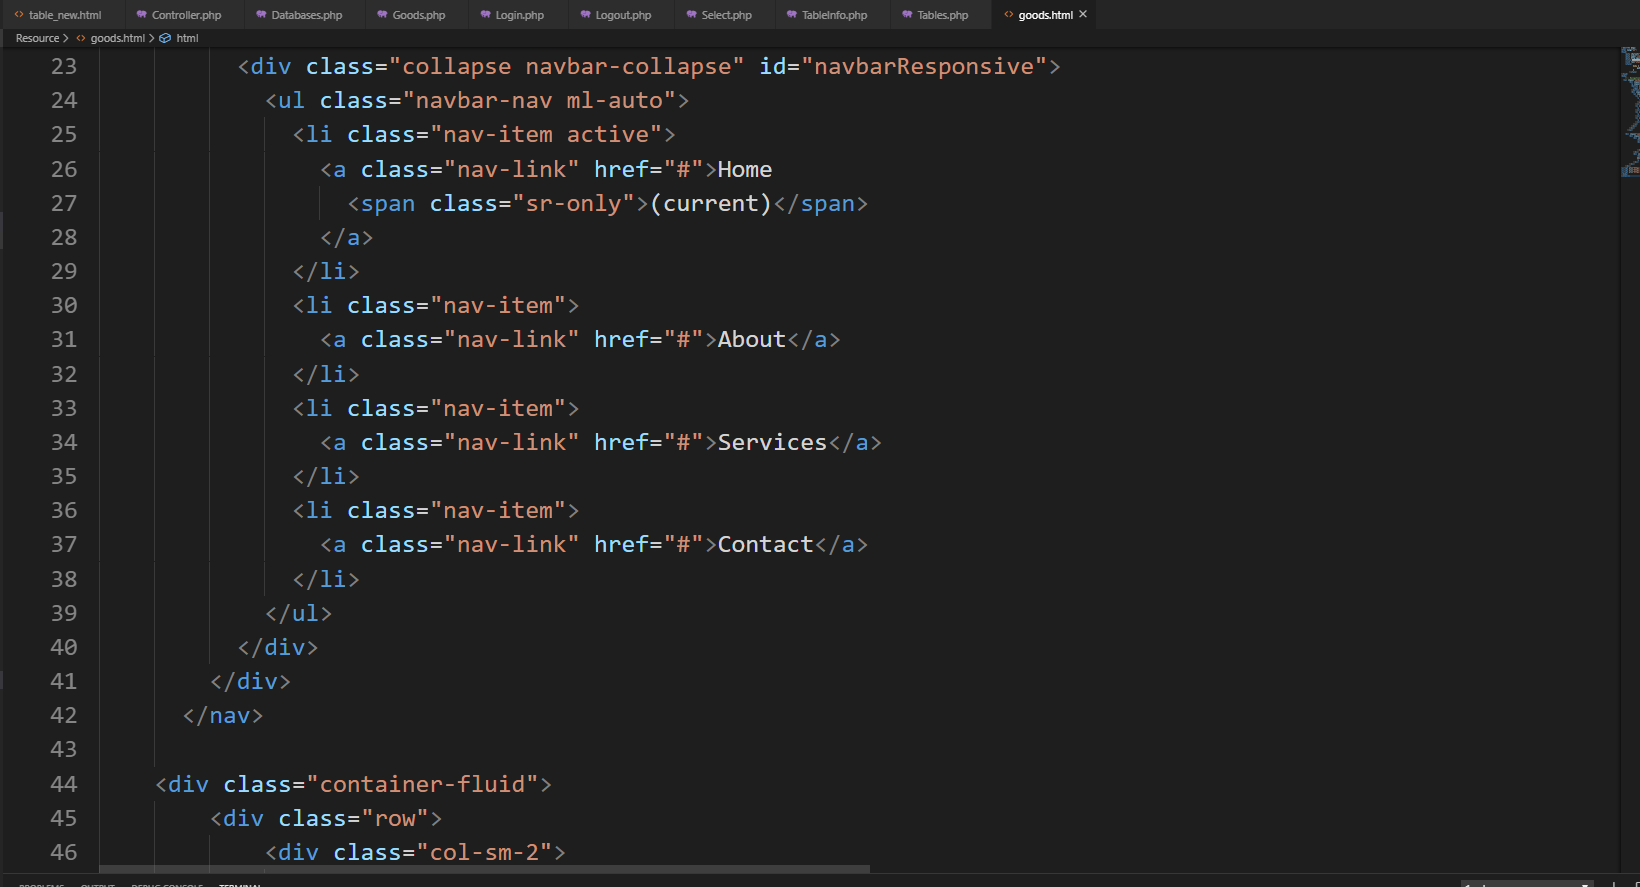 table_new.html Controller.php Databases.php Goods.php Login.php Logout.php Select.php TableInfo.php Tables.php goods.html
Resource > goods.html > html
23 <div class="collapse navbar-collapse" id="navbarResponsive">
24 <ul class="navbar-nav ml-auto">
25 <li class="nav-item active">
26 <a class="nav-link" href="#">Home
27 <span class="sr-only">(current)</span>
28 </a>
29 </li>
30 <li class="nav-item">
31 <a class="nav-link" href="#">About</a>
32 </li>
33 <li class="nav-item">
34 <a class="nav-link" href="#">Services</a>
35 </li>
36 <li class="nav-item">
37 <a class="nav-link" href="#">Contact</a>
38 </li>
39 </ul>
40 </div>
41 </div>
42 </nav>
43
44 <div class="container-fluid">
45 <div class="row">
46 <div class="col-sm-2">
PROBLEMS OUTPUT DEBUG CONSOLE TERMINAL